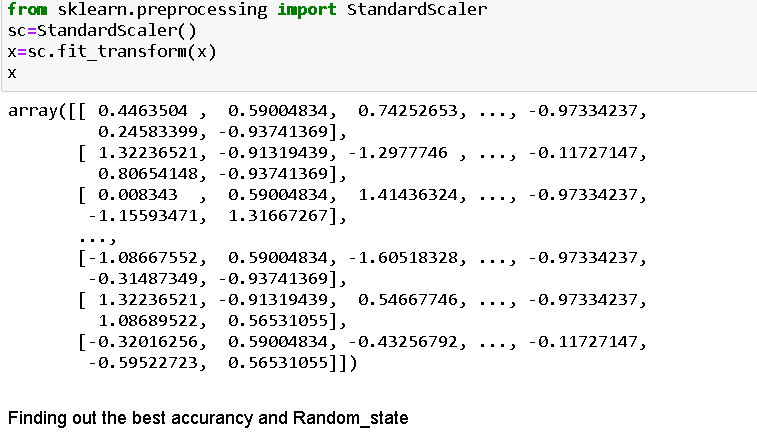 from sklearn.preprocessing import StandardScaler
sc=StandardScaler()
x=sc.fit_transform(x)
x
array([[ 0.4463504 ,  0.59004834,  0.74252653, ..., -0.97334237,
         0.24583399, -0.93741369],
       [ 1.32236521, -0.91319439, -1.2977746 , ..., -0.11727147,
         0.80654148, -0.93741369],
       [ 0.008343  ,  0.59004834,  1.41436324, ..., -0.97334237,
        -1.15593471,  1.31667267],
       ...,
       [-1.08667552,  0.59004834, -1.60518328, ..., -0.97334237,
        -0.31487349, -0.93741369],
       [ 1.32236521, -0.91319439,  0.54667746, ..., -0.97334237,
         1.08689522,  0.56531055],
       [-0.32016256,  0.59004834, -0.43256792, ..., -0.11727147,
        -0.59522723,  0.56531055]])
Finding out the best accurancy and Random_state